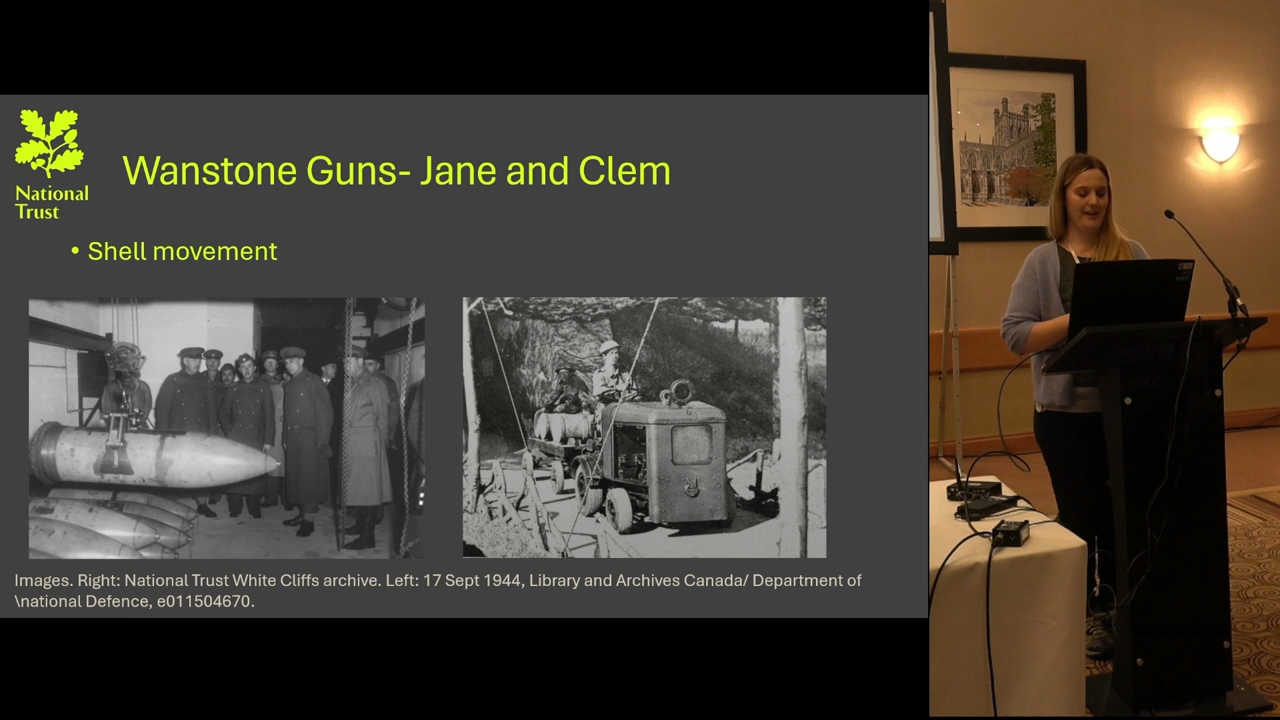 National
Trust
Wanstone Guns- Jane and Clem
• Shell movement
Images. Right: National Trust White Cliffs archive. Left: 17 Sept 1944, Library and Archives Canada/ Department of
\national Defence, e011504670.